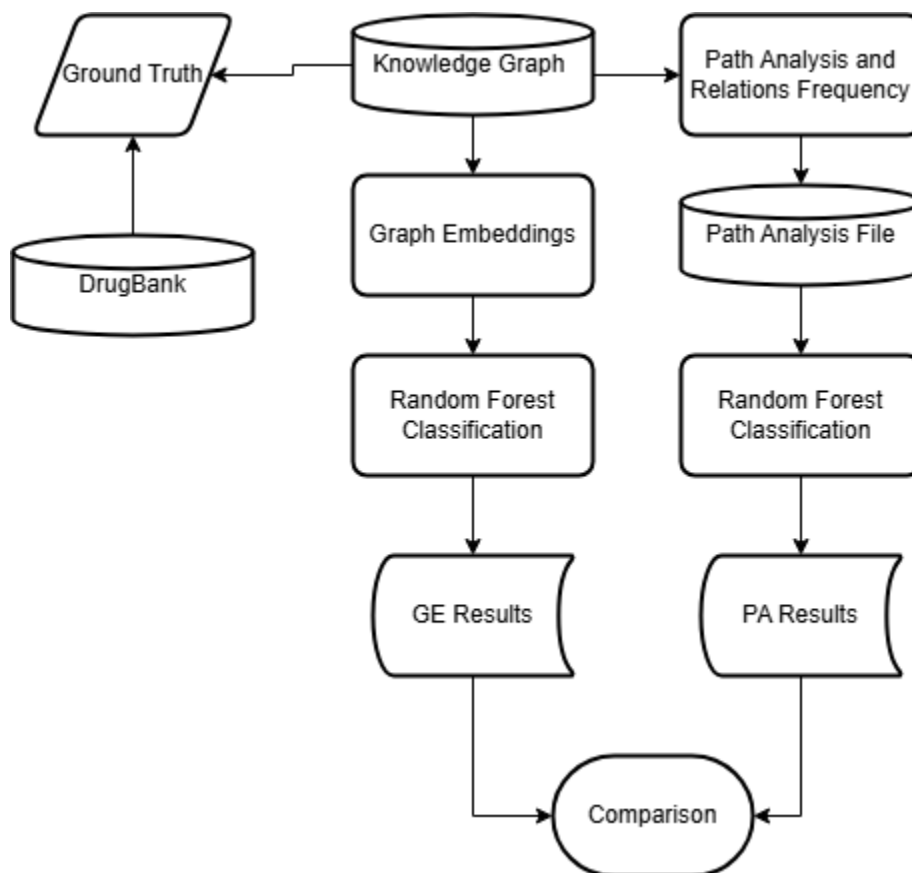 Ground Truth
Knowledge Graph
Path Analysis and
Relations Frequency
DrugBank
Graph Embeddings
Path Analysis File
Random Forest
Classification
Random Forest
Classification
GE Results
PA Results
Comparison